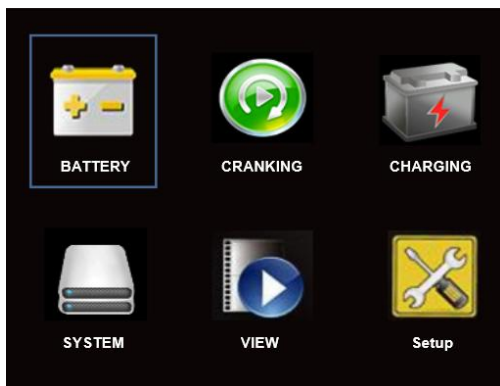 BATTERY
CRANKING
CHARGING
SYSTEM
VIEW
Setup